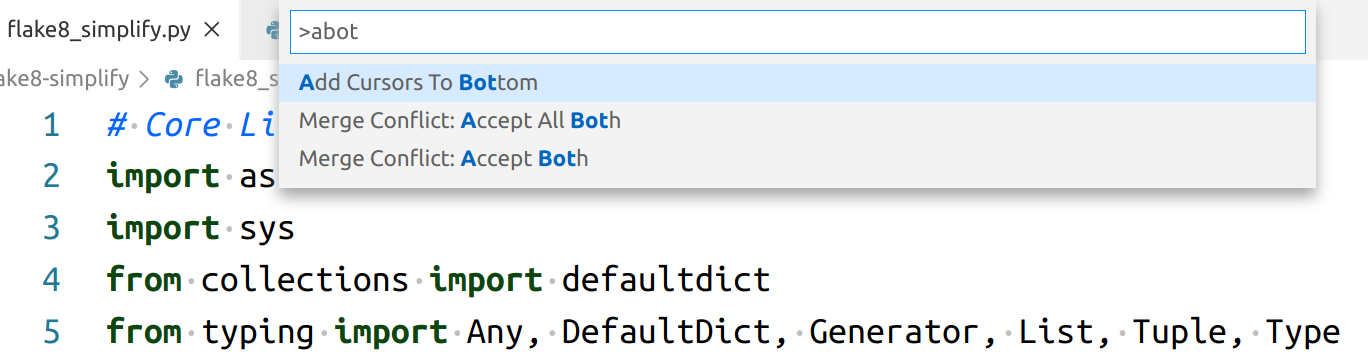 flake8_simplify.py
>abot
ake8-simplify > flake8_s
Add Cursors To Bottom
Merge Conflict: Accept All Both
Merge Conflict: Accept Both
1 # Core Li
2 import as
3 import sys
4 from collections import defaultdict
5 from typing import Any, DefaultDict, Generator, List, Tuple, Type